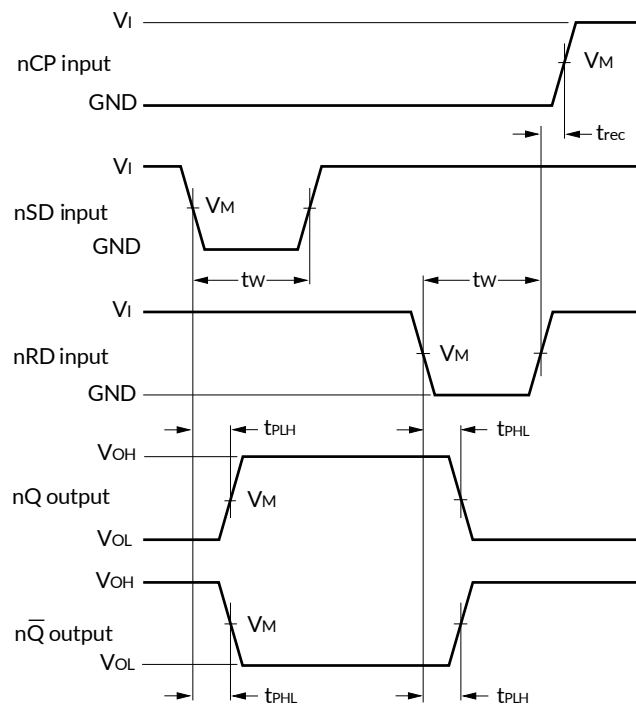 VI
nCP input
VM
GND
trec
VI
nSD input
VM
GND
tW
tW
VI
nRD input
VM
GND
tPLH
tPHL
VOH
nQ output
VM
VOL
VOH
nQ̅ output
VM
VOL
tPHL
tPLH